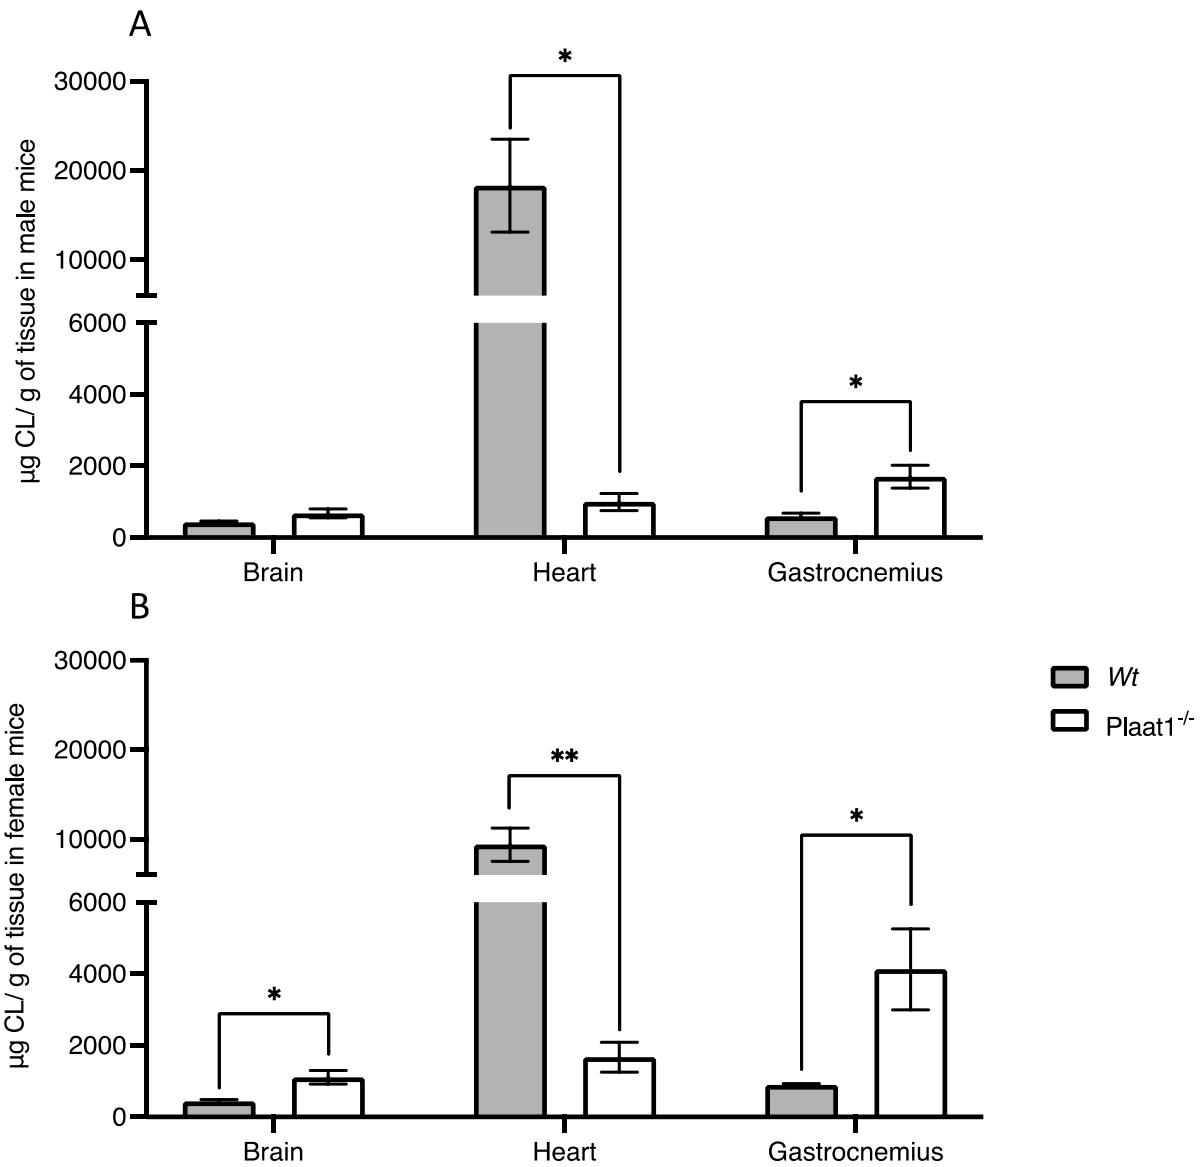 A
µg CL/ g of tissue in male mice
30000
20000
10000
6000
4000
2000
0
*
*
Brain
Heart
Gastrocnemius
B
µg CL/ g of tissue in female mice
30000
20000
10000
6000
4000
2000
0
*
**
*
Brain
Heart
Gastrocnemius
Wt
Plaat1-/-